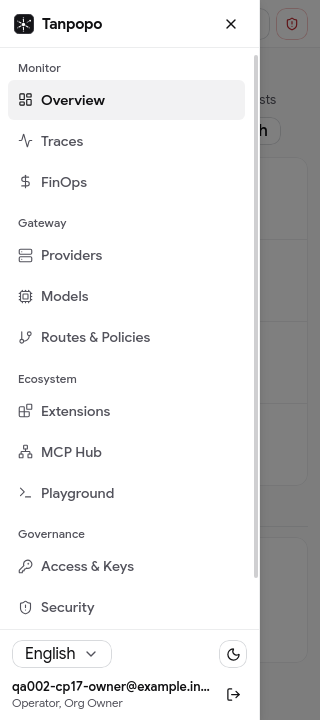 Tanpopo
Monitor
Overview
Traces
FinOps
Gateway
Providers
Models
Routes & Policies
Ecosystem
Extensions
MCP Hub
Playground
Governance
Access & Keys
Security
English
qa002-cp17-owner@example.in...
Operator, Org Owner